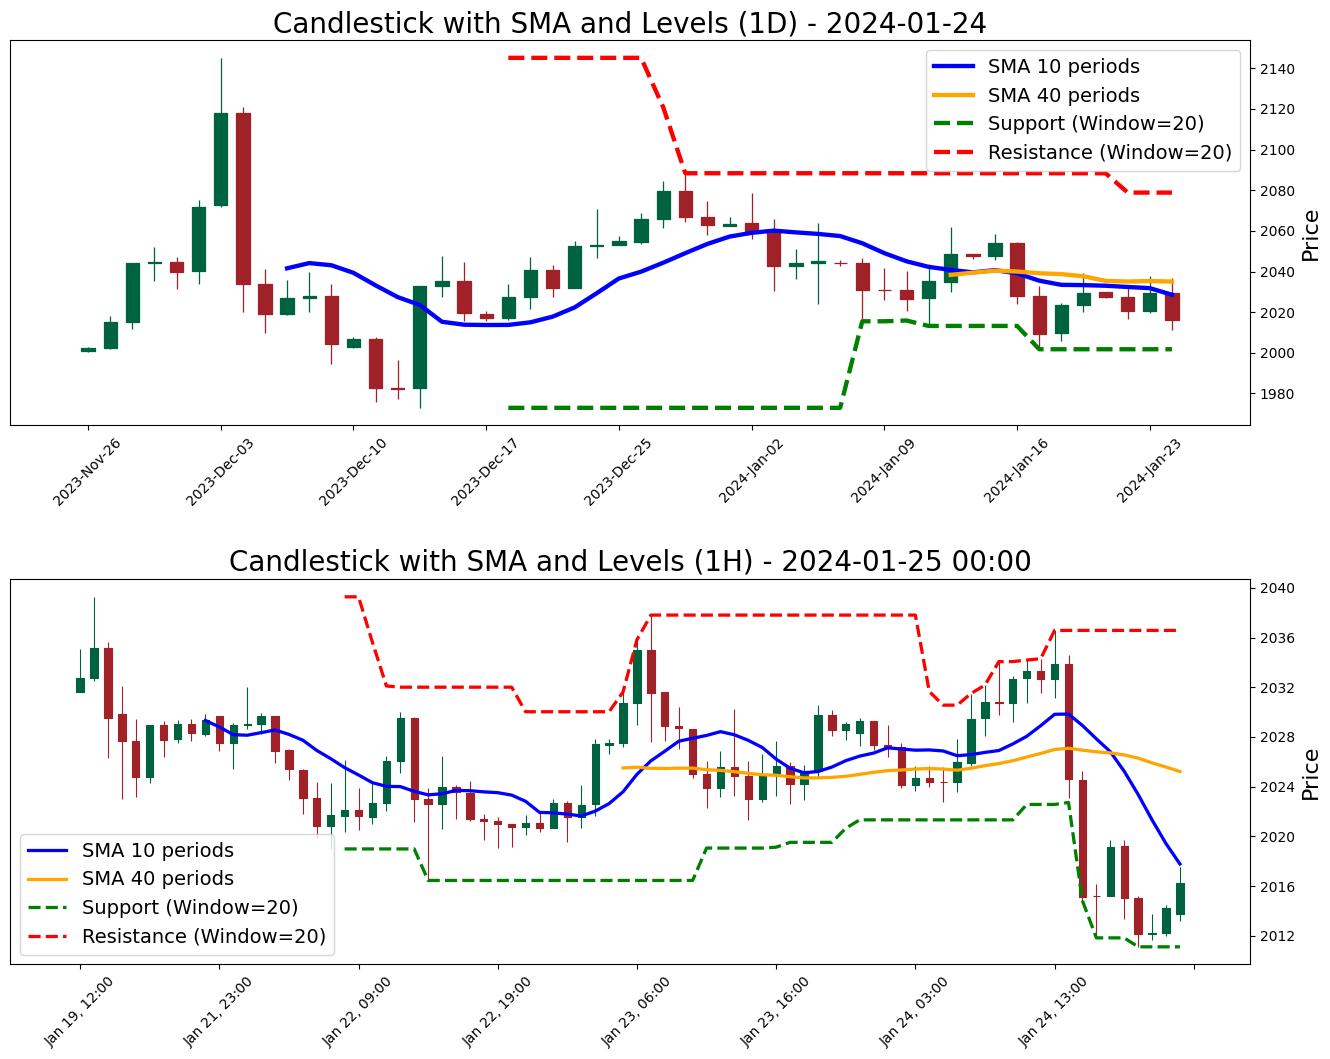 Candlestick with SMA and Levels (1D) - 2024-01-24
SMA 10 periods
SMA 40 periods
Support (Window=20)
Resistance (Window=20)
2140
2120
2100
2080
2060
2040
2020
2000
1980
Price
2023-Nov-26
2023-Dec-03
2023-Dec-10
2023-Dec-17
2023-Dec-25
2024-Jan-02
2024-Jan-09
2024-Jan-16
2024-Jan-23
Candlestick with SMA and Levels (1H) - 2024-01-25 00:00
2040
2036
2032
2028
2024
2020
2016
2012
Price
SMA 10 periods
SMA 40 periods
Support (Window=20)
Resistance (Window=20)
Jan 19, 12:00
Jan 21, 23:00
Jan 22, 09:00
Jan 22, 19:00
Jan 23, 06:00
Jan 23, 16:00
Jan 24, 03:00
Jan 24, 13:00